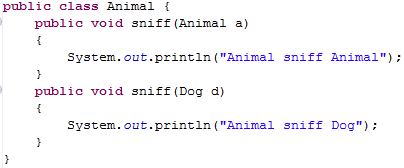 public class Animal {
    public void sniff(Animal a)
    {
        System.out.println("Animal sniff Animal");
    }
    public void sniff(Dog d)
    {
        System.out.println("Animal sniff Dog");
    }
}